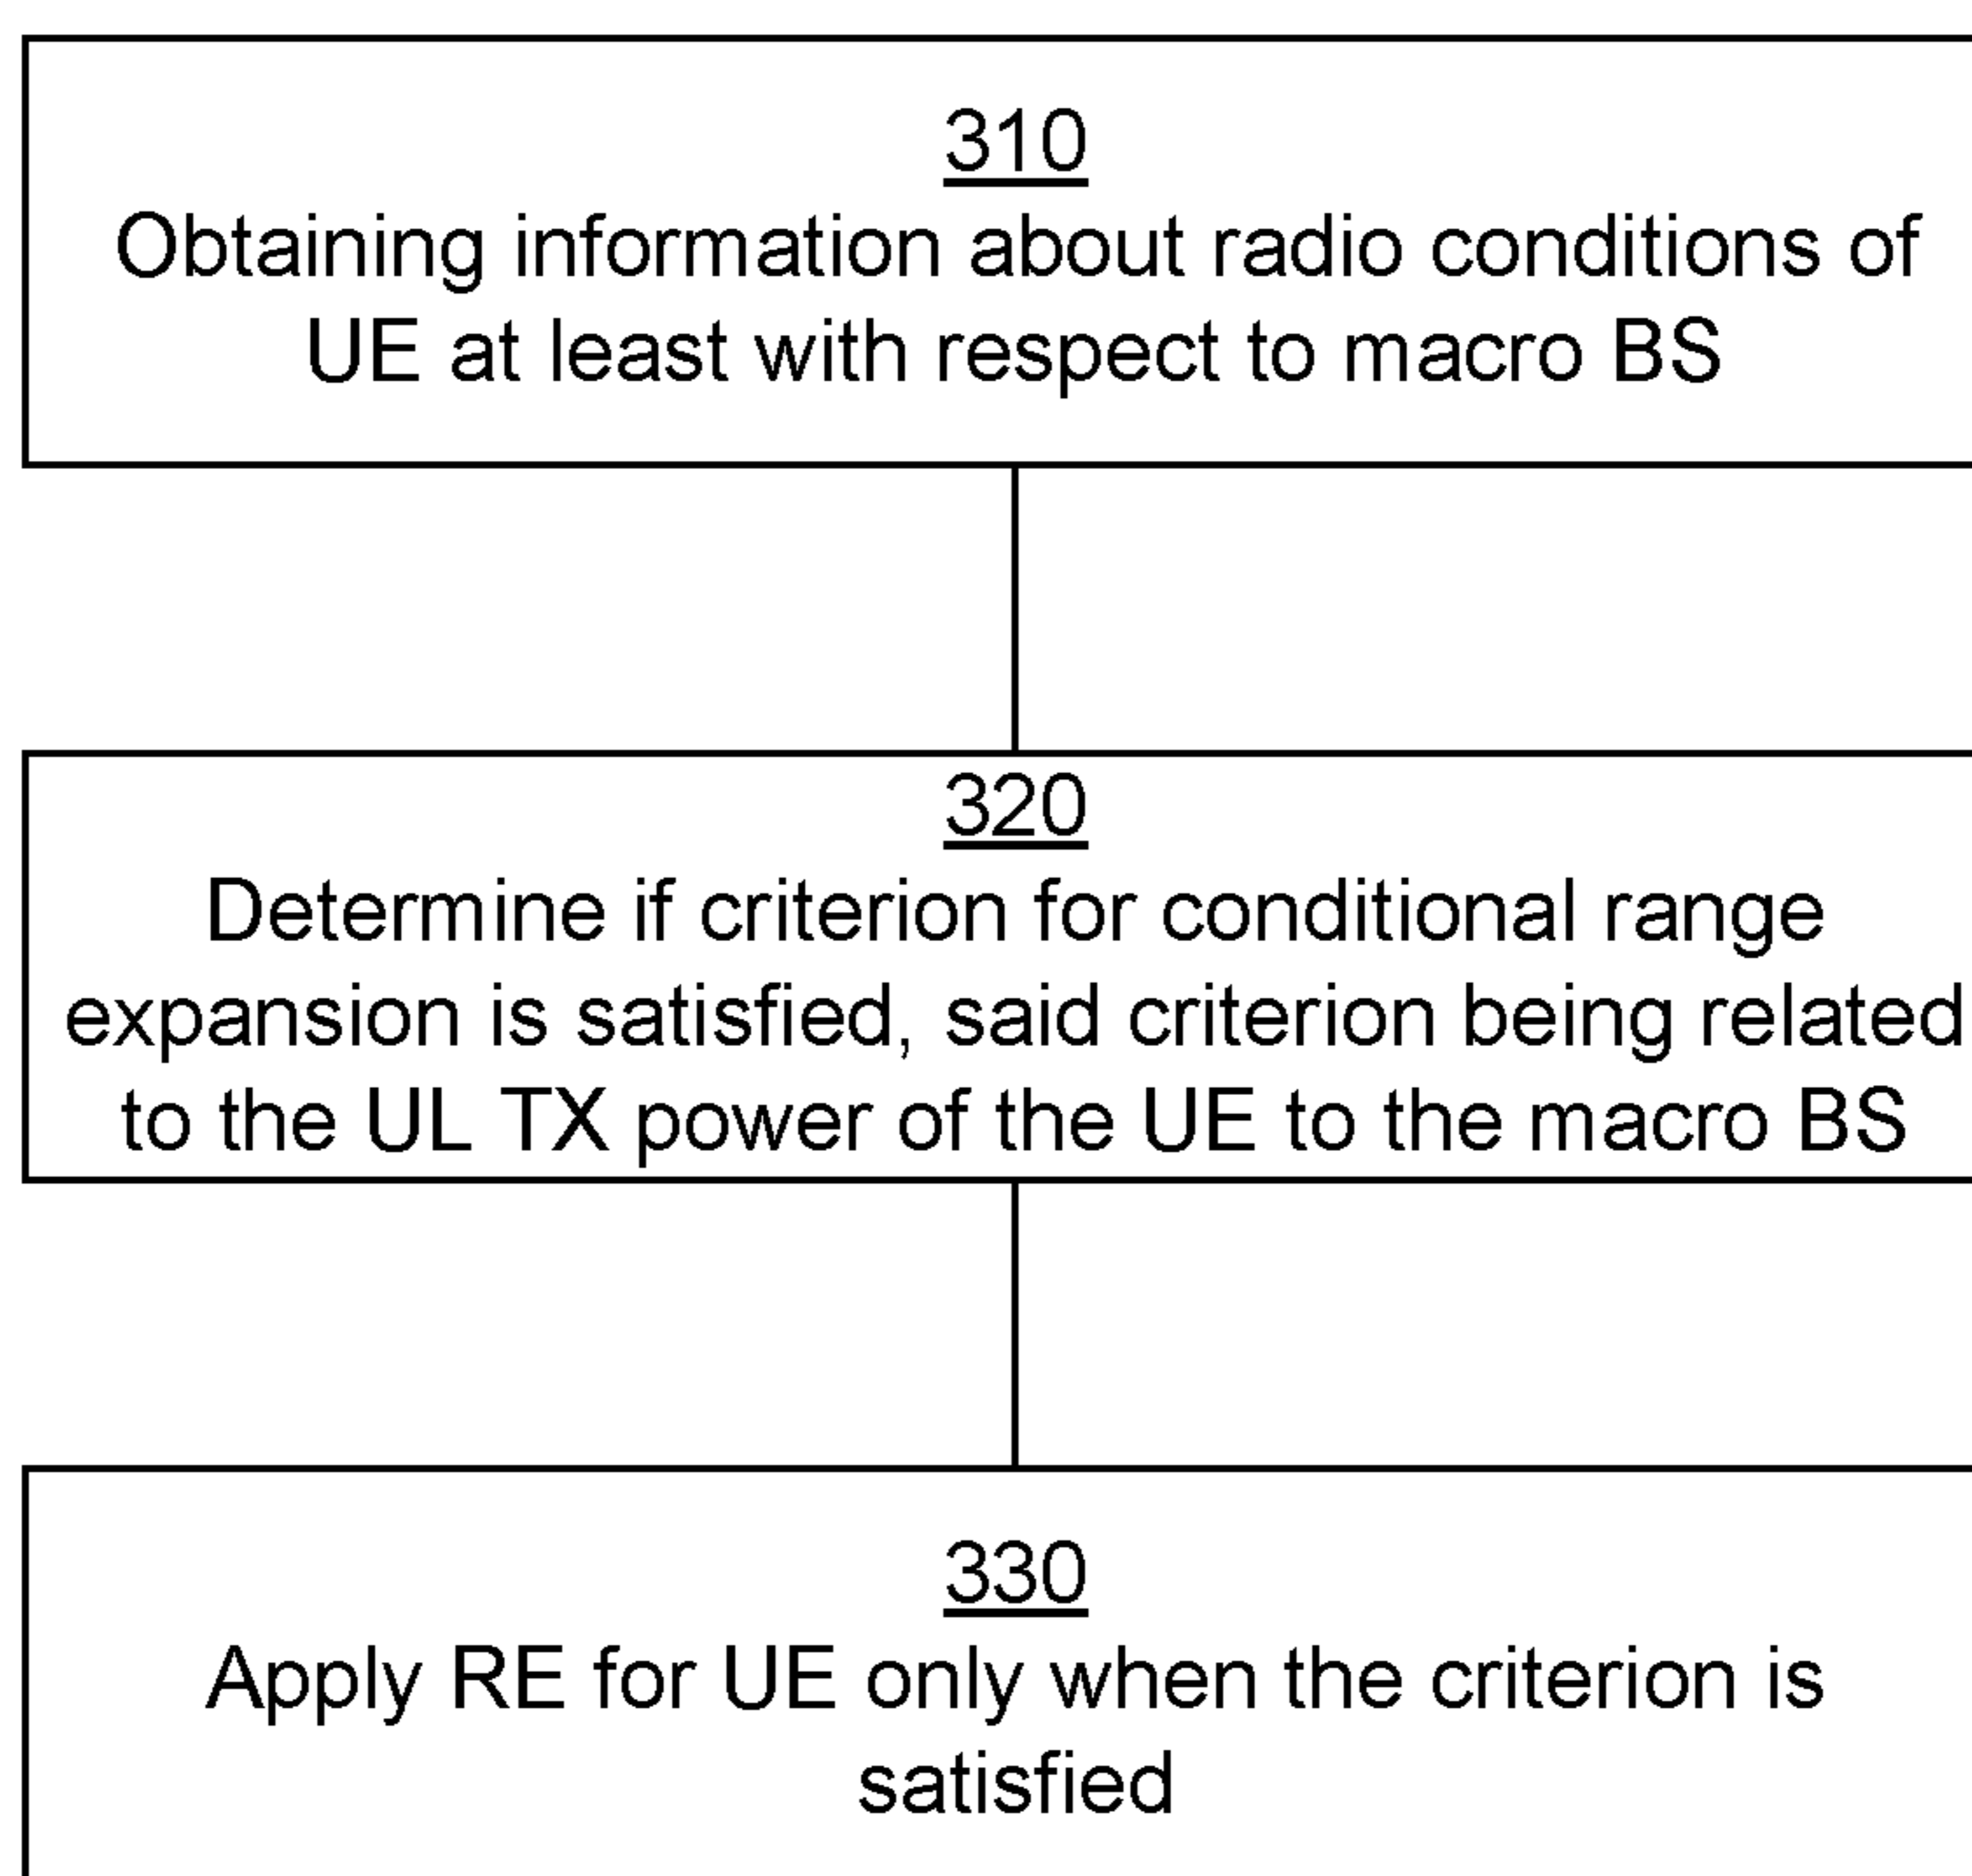 310
Obtaining information about radio conditions of
UE at least with respect to macro BS
320
Determine if criterion for conditional range
expansion is satisfied, said criterion being related
to the UL TX power of the UE to the macro BS
330
Apply RE for UE only when the criterion is
satisfied